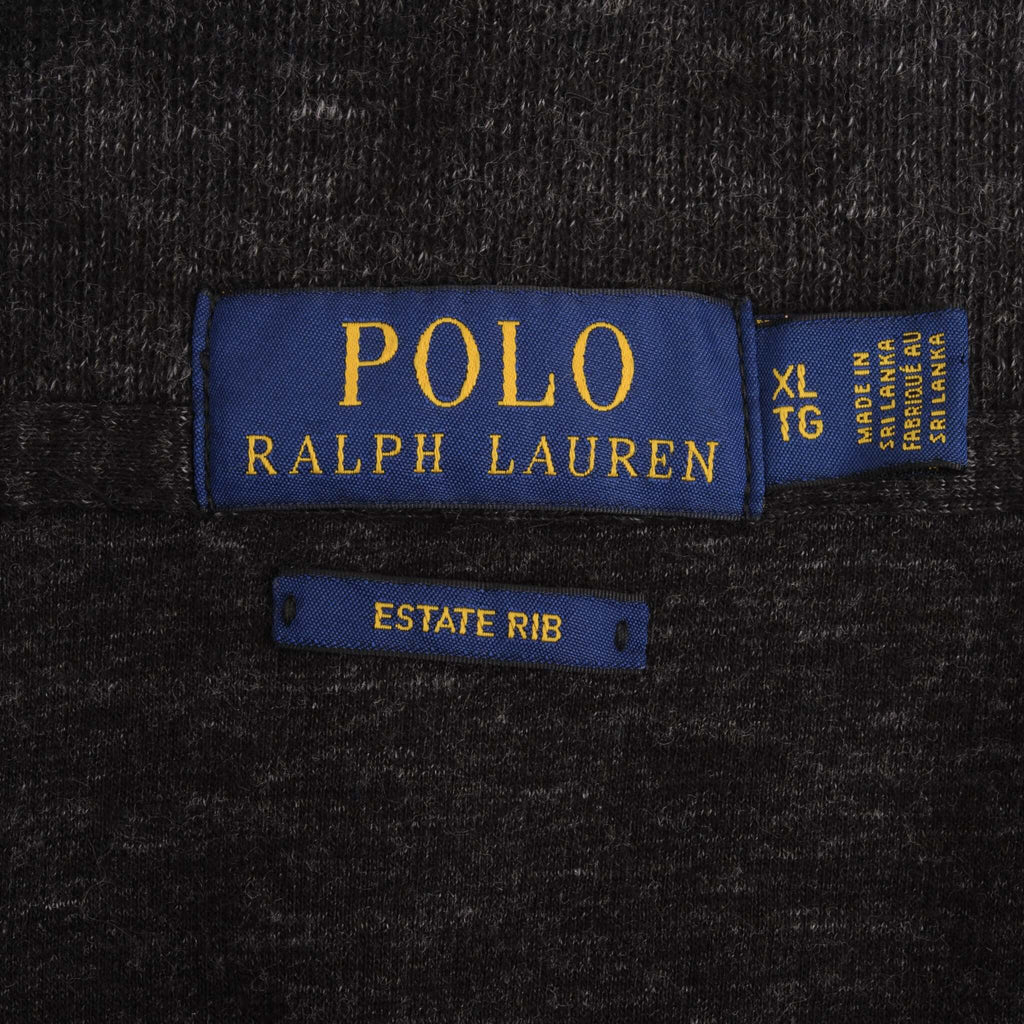 POLO
RALPH LAUREN
XL
TG
MADE IN
SRI LANKA
FABRIQUÉ AU
SRI LANKA
ESTATE RIB